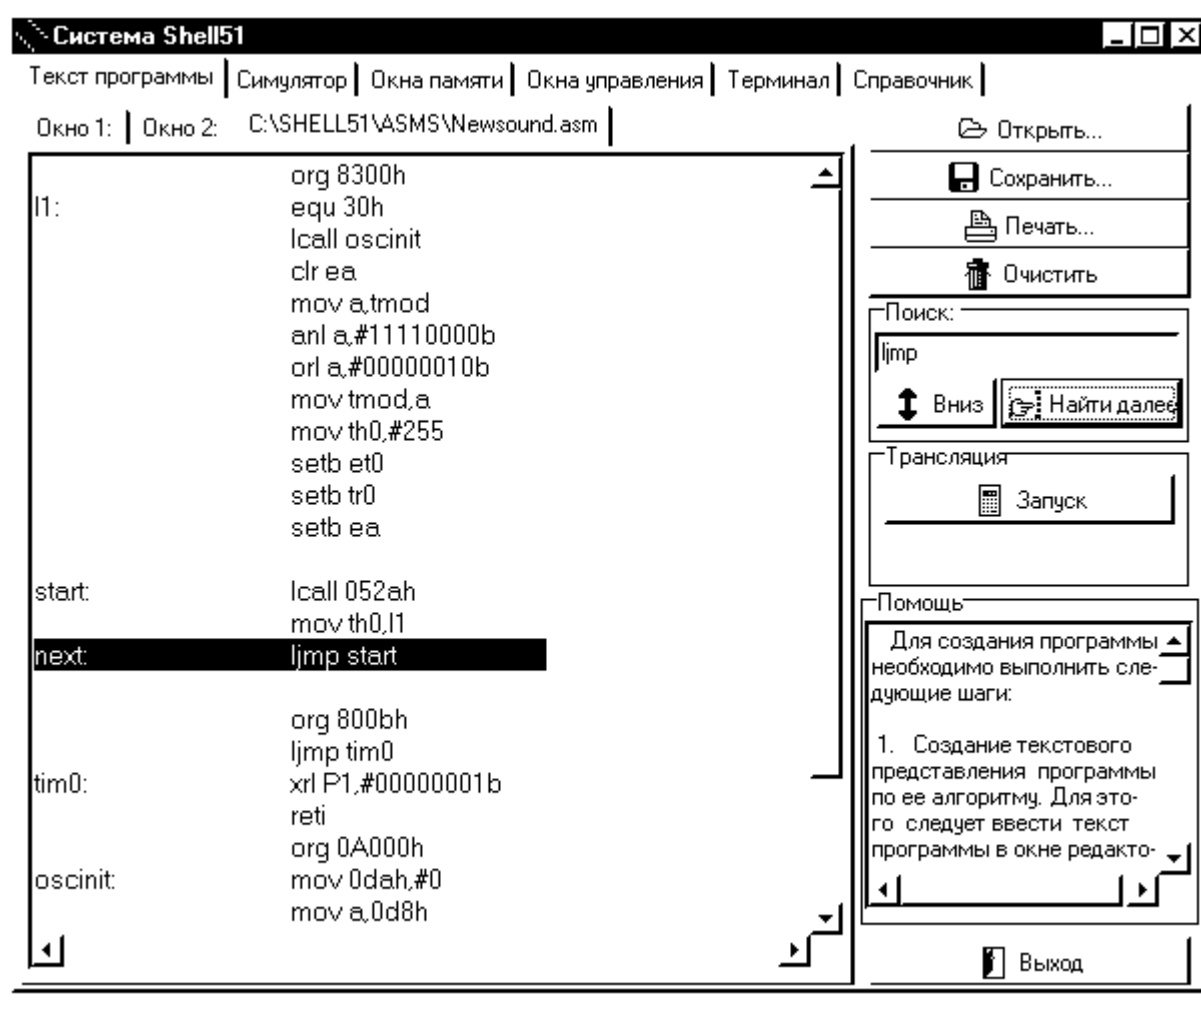 Система Shell51
Текст программы Симулятор Окна памяти Окна управления Терминал Справочник
Окно 1: Окно 2: C:\SHELL51\ASMS\Newsound.asm
org 8300h
l1: equ 30h
lcall oscinit
clr ea
mov a,tmod
anl a,#11110000b
orl a,#00000010b
mov tmod,a
mov th0,#255
setb et0
setb tr0
setb ea
start: lcall 052ah
mov th0,l1
next: ljmp start
org 800bh
ljmp tim0
tim0: xrl P1,#00000001b
reti
org 0A000h
oscinit: mov 0dah,#0
mov a,0d8h
Открыть...
Сохранить...
Печать...
Очистить
Поиск:
ljmp
Вниз Найти далее
Трансляция
Запуск
Помощь
Для создания программы
необходимо выполнить сле-
дующие шаги:
1. Создание текстового
представления программы
по ее алгоритму. Для это-
го следует ввести текст
программы в окне редакто-
Выход